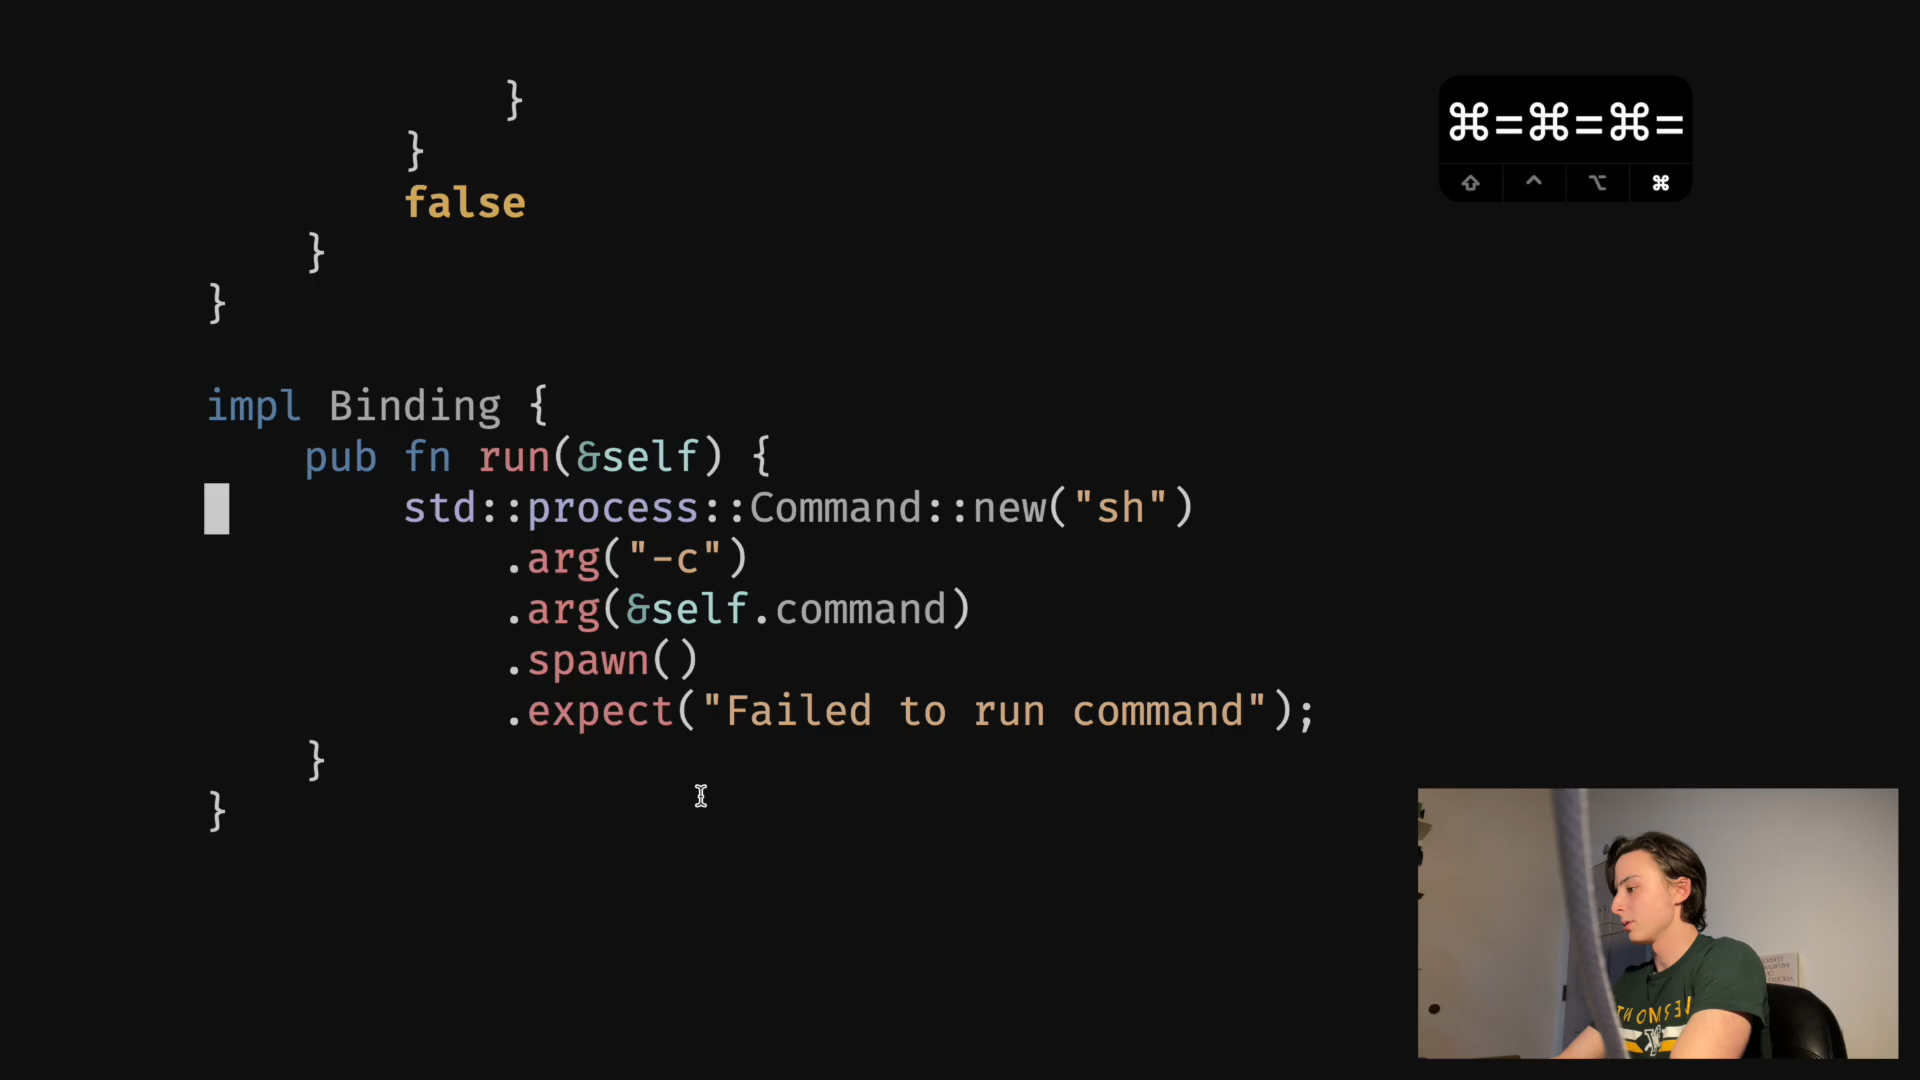 }
}
false
}
}
impl Binding {
pub fn run(&self) {
std::process::Command::new("sh")
.arg("-c")
.arg(&self.command)
.spawn()
.expect("Failed to run command");
}
}
⌘=⌘=⌘=
⇧ ^ ⌥ ⌘